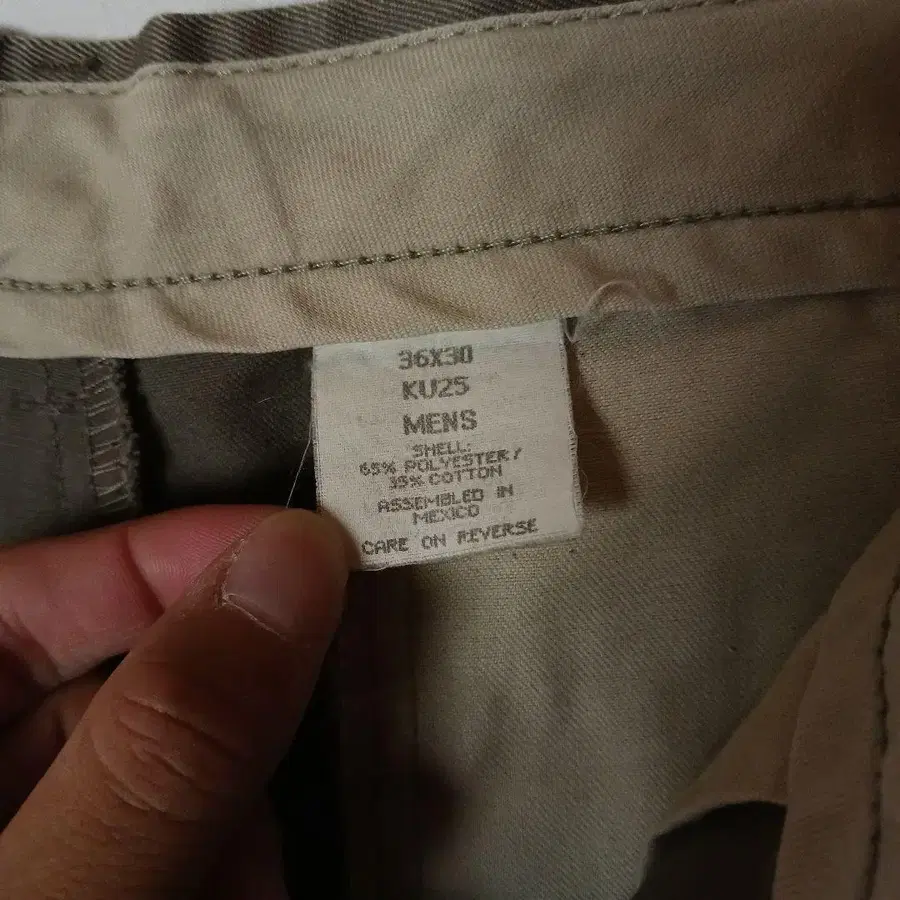 36X30
KU25
MENS
SHELL:
65% POLYESTER/
35% COTTON
ASSEMBLED IN
MEXICO
CARE ON REVERSE